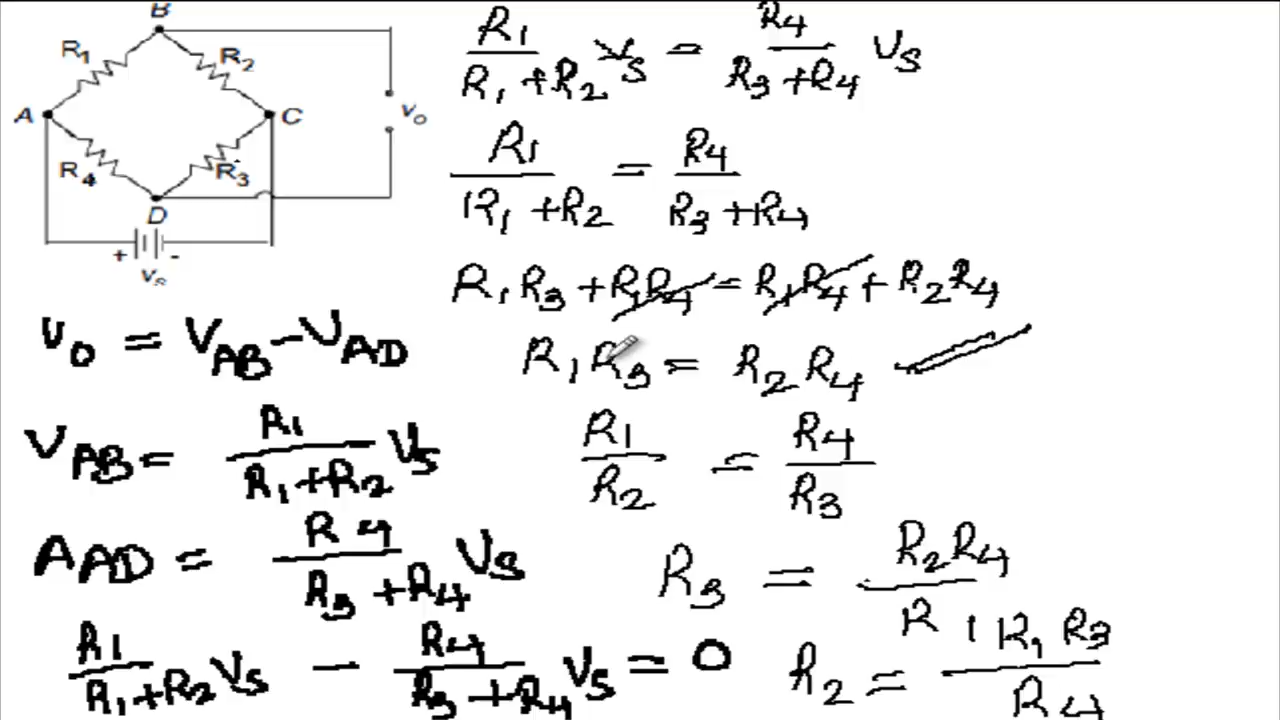 B
R1
R2
A
C
vo
R4
R3
D
+ -
vs
vo = VAB - VAD
VAB = R1/(R1+R2) Vs
AAD = R4/(R3+R4) Vs
R1/(R1+R2) Vs - R4/(R3+R4) Vs = 0
R1/(R1+R2) Vs = R4/(R3+R4) Vs
R1/(R1+R2) = R4/(R3+R4)
R1R3 + R1R4 = R1R4 + R2R4
R1R3 = R2R4
R1/R2 = R4/R3
R3 = R2R4/R1
R2 = R1R3/R4